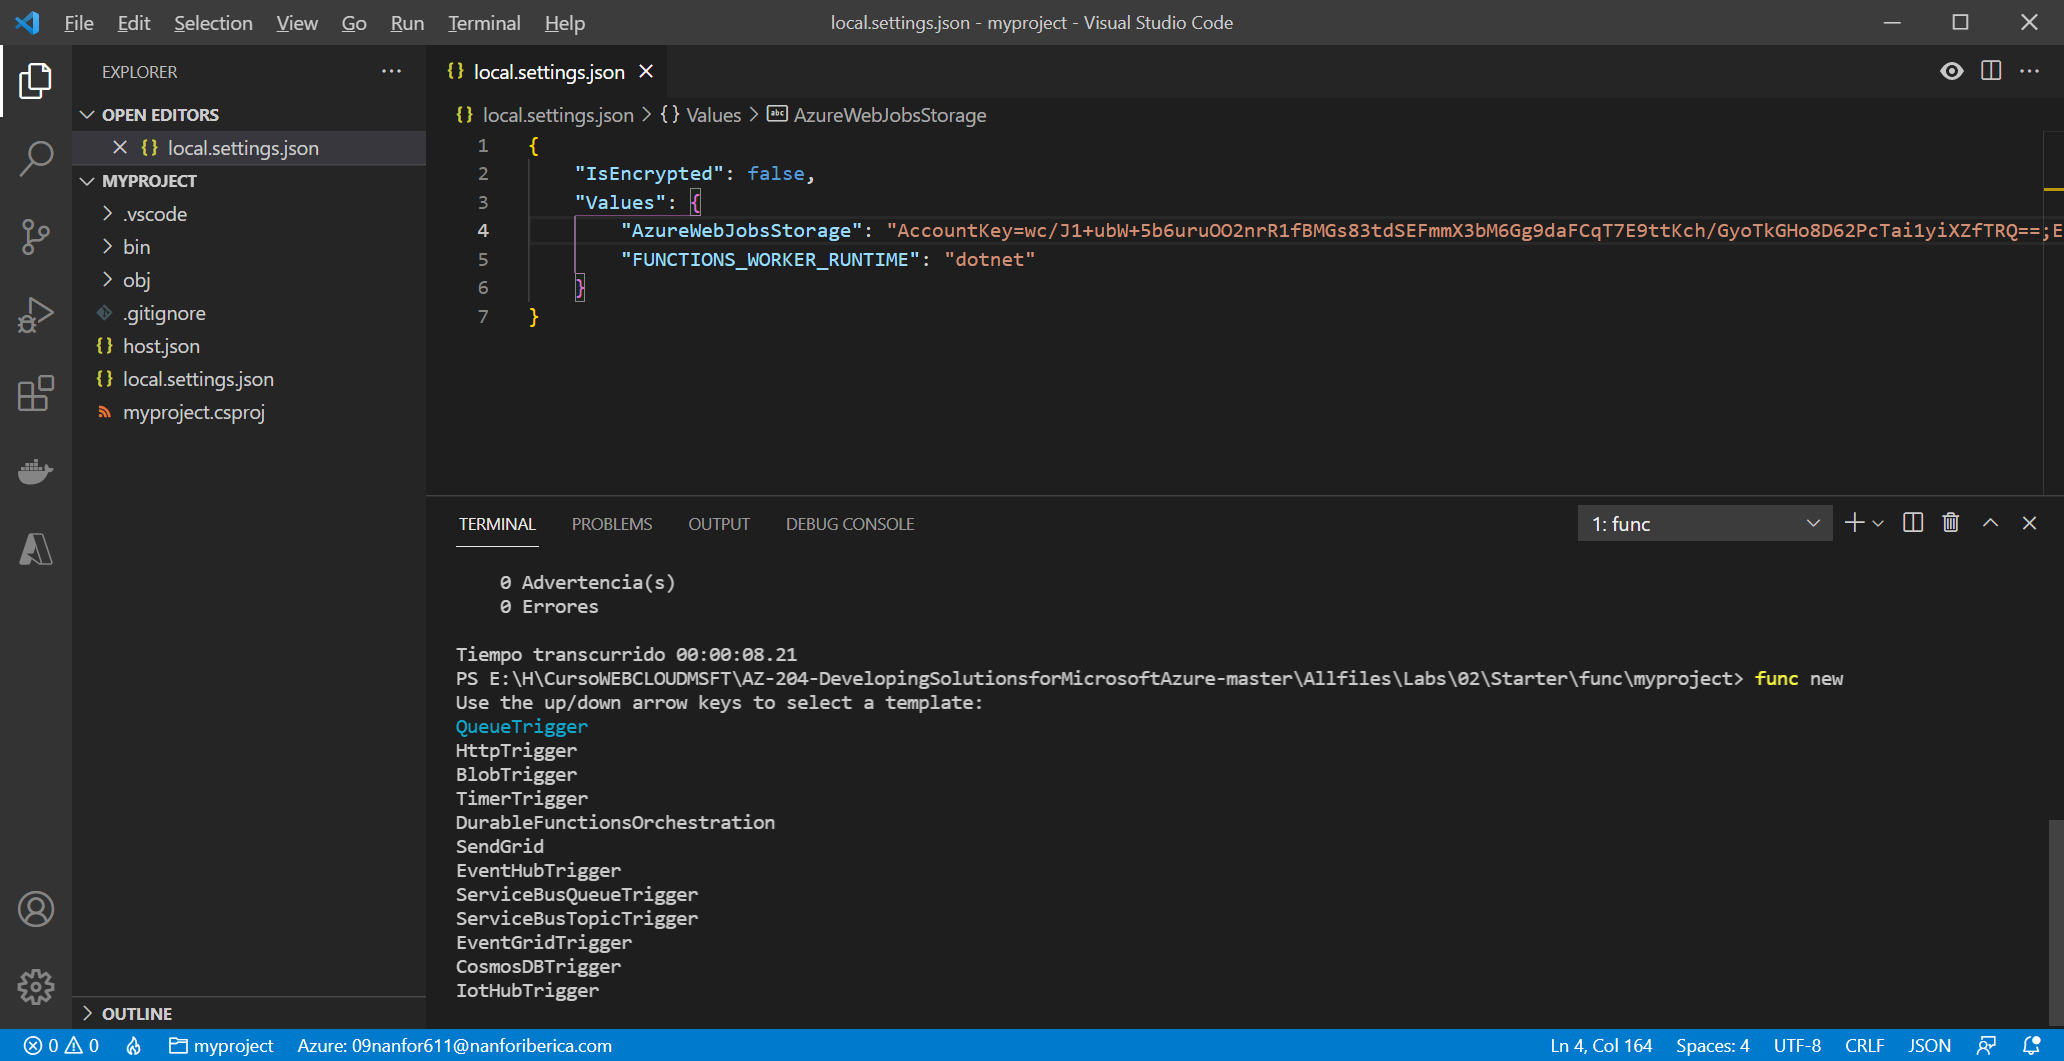 File Edit Selection View Go Run Terminal Help local.settings.json - myproject - Visual Studio Code
EXPLORER
OPEN EDITORS
local.settings.json
MYPROJECT
.vscode
bin
obj
.gitignore
host.json
local.settings.json
myproject.csproj
OUTLINE
local.settings.json
local.settings.json > {} Values > AzureWebJobsStorage
1 {
2 "IsEncrypted": false,
3 "Values": {
4 "AzureWebJobsStorage": "AccountKey=wc/J1+ubW+5b6uruOO2nrR1fBMGs83tdSEFmmX3bM6Gg9daFCqT7E9ttKch/GyoTkGHo8D62PcTai1yiXZfTRQ==;E
5 "FUNCTIONS_WORKER_RUNTIME": "dotnet"
6 }
7 }
TERMINAL PROBLEMS OUTPUT DEBUG CONSOLE 1: func
0 Advertencia(s)
0 Errores
Tiempo transcurrido 00:00:08.21
PS E:\H\CursoWEBCLOUDMSFT\AZ-204-DevelopingSolutionsforMicrosoftAzure-master\Allfiles\Labs\02\Starter\func\myproject> func new
Use the up/down arrow keys to select a template:
QueueTrigger
HttpTrigger
BlobTrigger
TimerTrigger
DurableFunctionsOrchestration
SendGrid
EventHubTrigger
ServiceBusQueueTrigger
ServiceBusTopicTrigger
EventGridTrigger
CosmosDBTrigger
IotHubTrigger
0 0 myproject Azure: 09nanfor611@nanforiberica.com Ln 4, Col 164 Spaces: 4 UTF-8 CRLF JSON